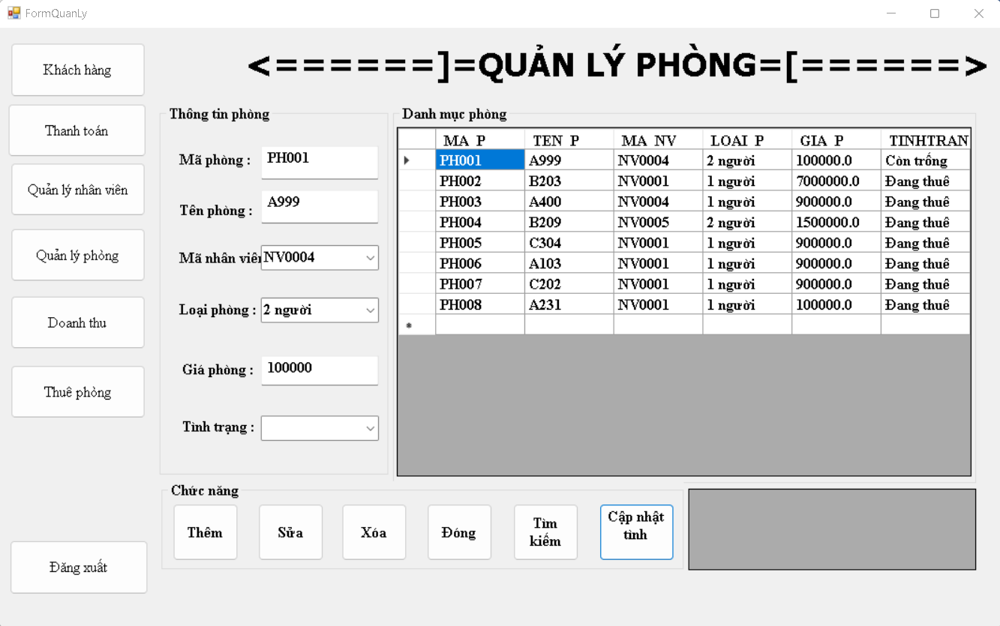 FormQuanLy
<======]=QUẢN LÝ PHÒNG=[======>
Khách hàng
Thanh toán
Quản lý nhân viên
Quản lý phòng
Doanh thu
Thuê phòng
Đăng xuất
Thông tin phòng
Mã phòng : PH001
Tên phòng : A999
Mã nhân viên NV0004
Loại phòng : 2 người
Giá phòng : 100000
Tình trạng :
Danh mục phòng
MA_P TEN_P MA_NV LOAI_P GIA_P TINHTRAN
PH001 A999 NV0004 2 người 100000.0 Còn trống
PH002 B203 NV0001 1 người 7000000.0 Đang thuê
PH003 A400 NV0004 1 người 900000.0 Đang thuê
PH004 B209 NV0005 2 người 1500000.0 Đang thuê
PH005 C304 NV0001 1 người 900000.0 Đang thuê
PH006 A103 NV0001 1 người 900000.0 Đang thuê
PH007 C202 NV0001 1 người 900000.0 Đang thuê
PH008 A231 NV0001 1 người 100000.0 Đang thuê
Chức năng
Thêm
Sửa
Xóa
Đóng
Tìm
kiếm
Cập nhật
tình